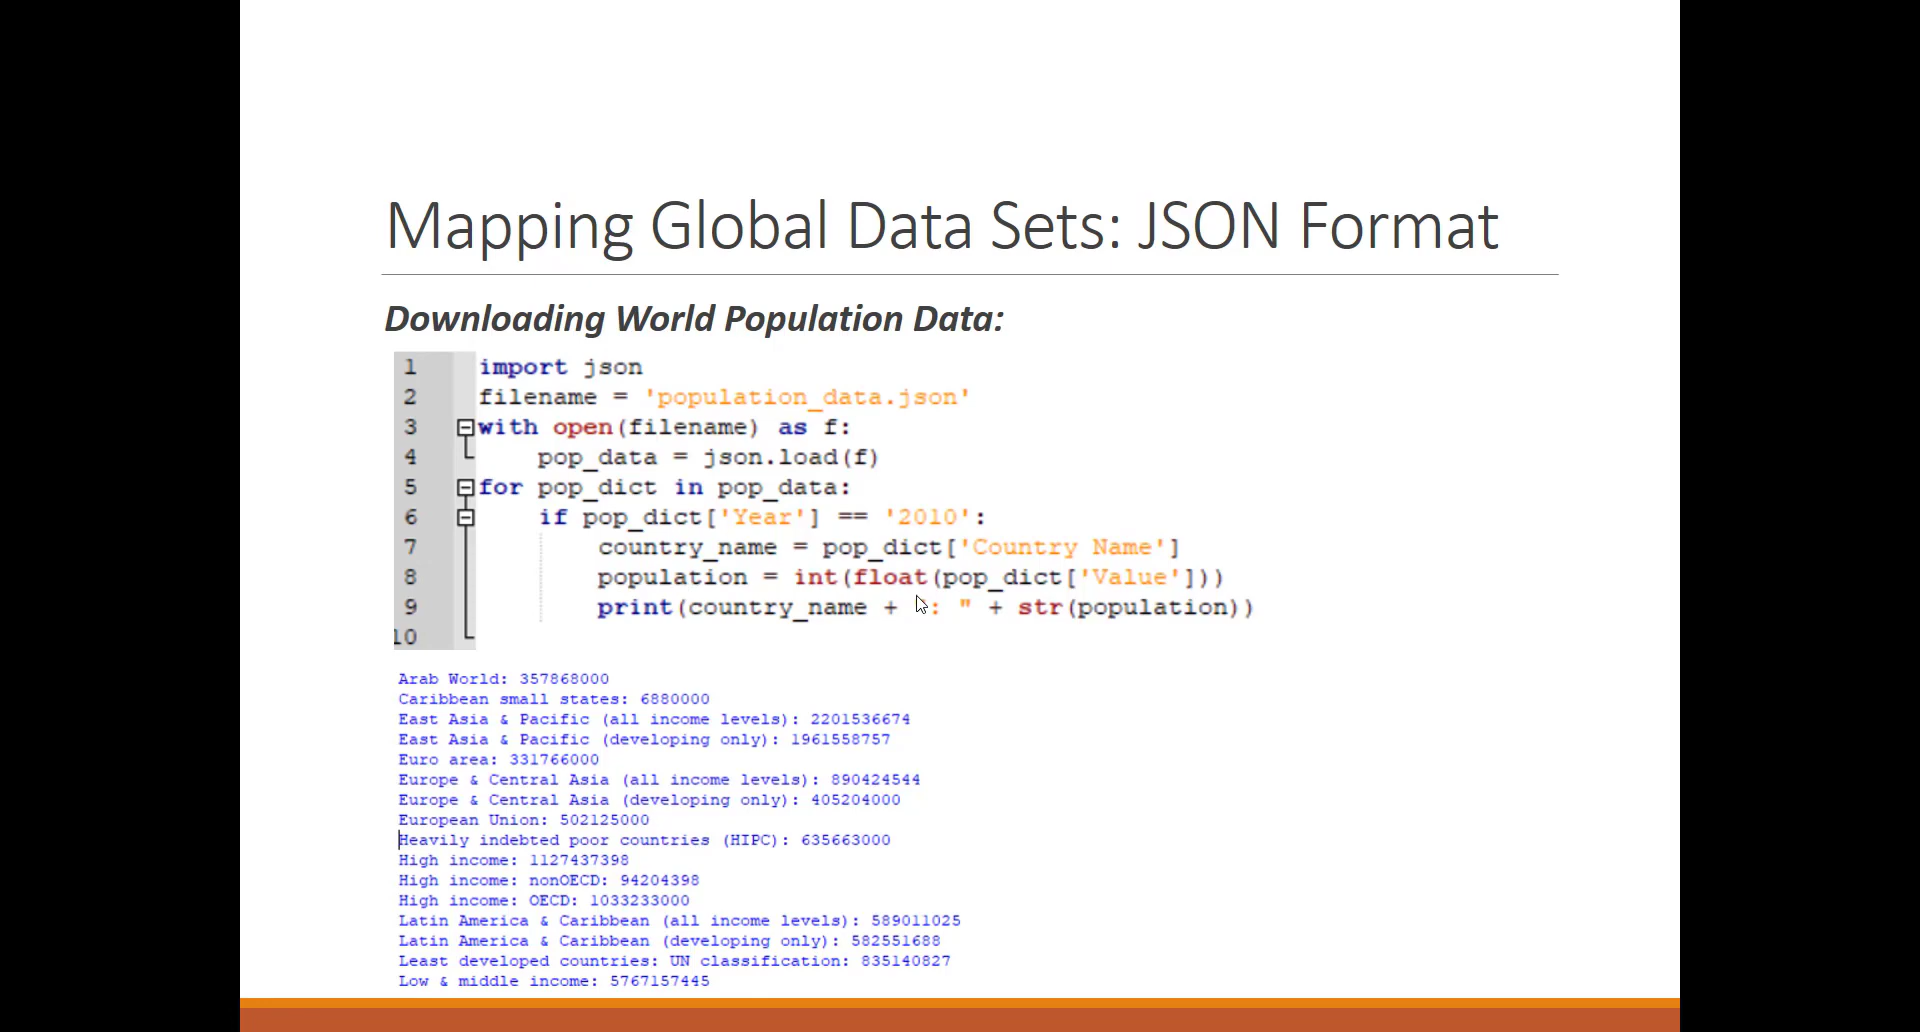 Mapping Global Data Sets: JSON Format
Downloading World Population Data:
1 import json
2 filename = 'population_data.json'
3 with open(filename) as f:
4     pop_data = json.load(f)
5 for pop_dict in pop_data:
6     if pop_dict['Year'] == '2010':
7         country_name = pop_dict['Country Name']
8         population = int(float(pop_dict['Value']))
9         print(country_name + : " + str(population))
10
Arab World: 357868000
Caribbean small states: 6880000
East Asia & Pacific (all income levels): 2201536674
East Asia & Pacific (developing only): 1961558757
Euro area: 331766000
Europe & Central Asia (all income levels): 890424544
Europe & Central Asia (developing only): 405204000
European Union: 502125000
Heavily indebted poor countries (HIPC): 635663000
High income: 1127437398
High income: nonOECD: 94204398
High income: OECD: 1033233000
Latin America & Caribbean (all income levels): 589011025
Latin America & Caribbean (developing only): 582551688
Least developed countries: UN classification: 835140827
Low & middle income: 5767157445